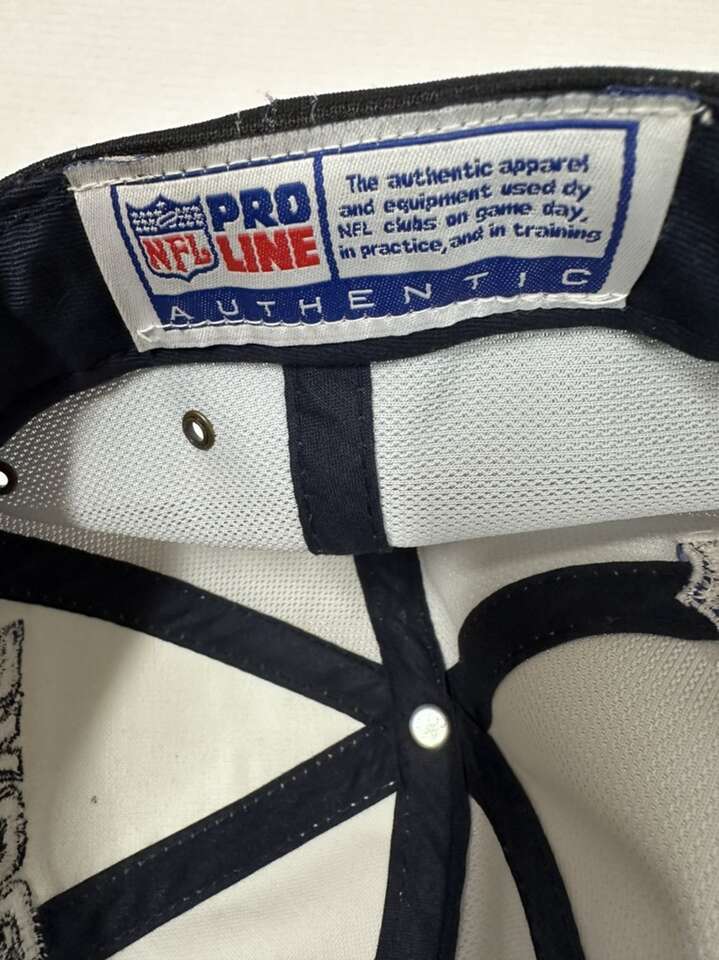 NFL
PRO
LINE
The authentic apparel
and equipment used dy
NFL clubs on game day,
in practice, and in training
AUTHENTIC